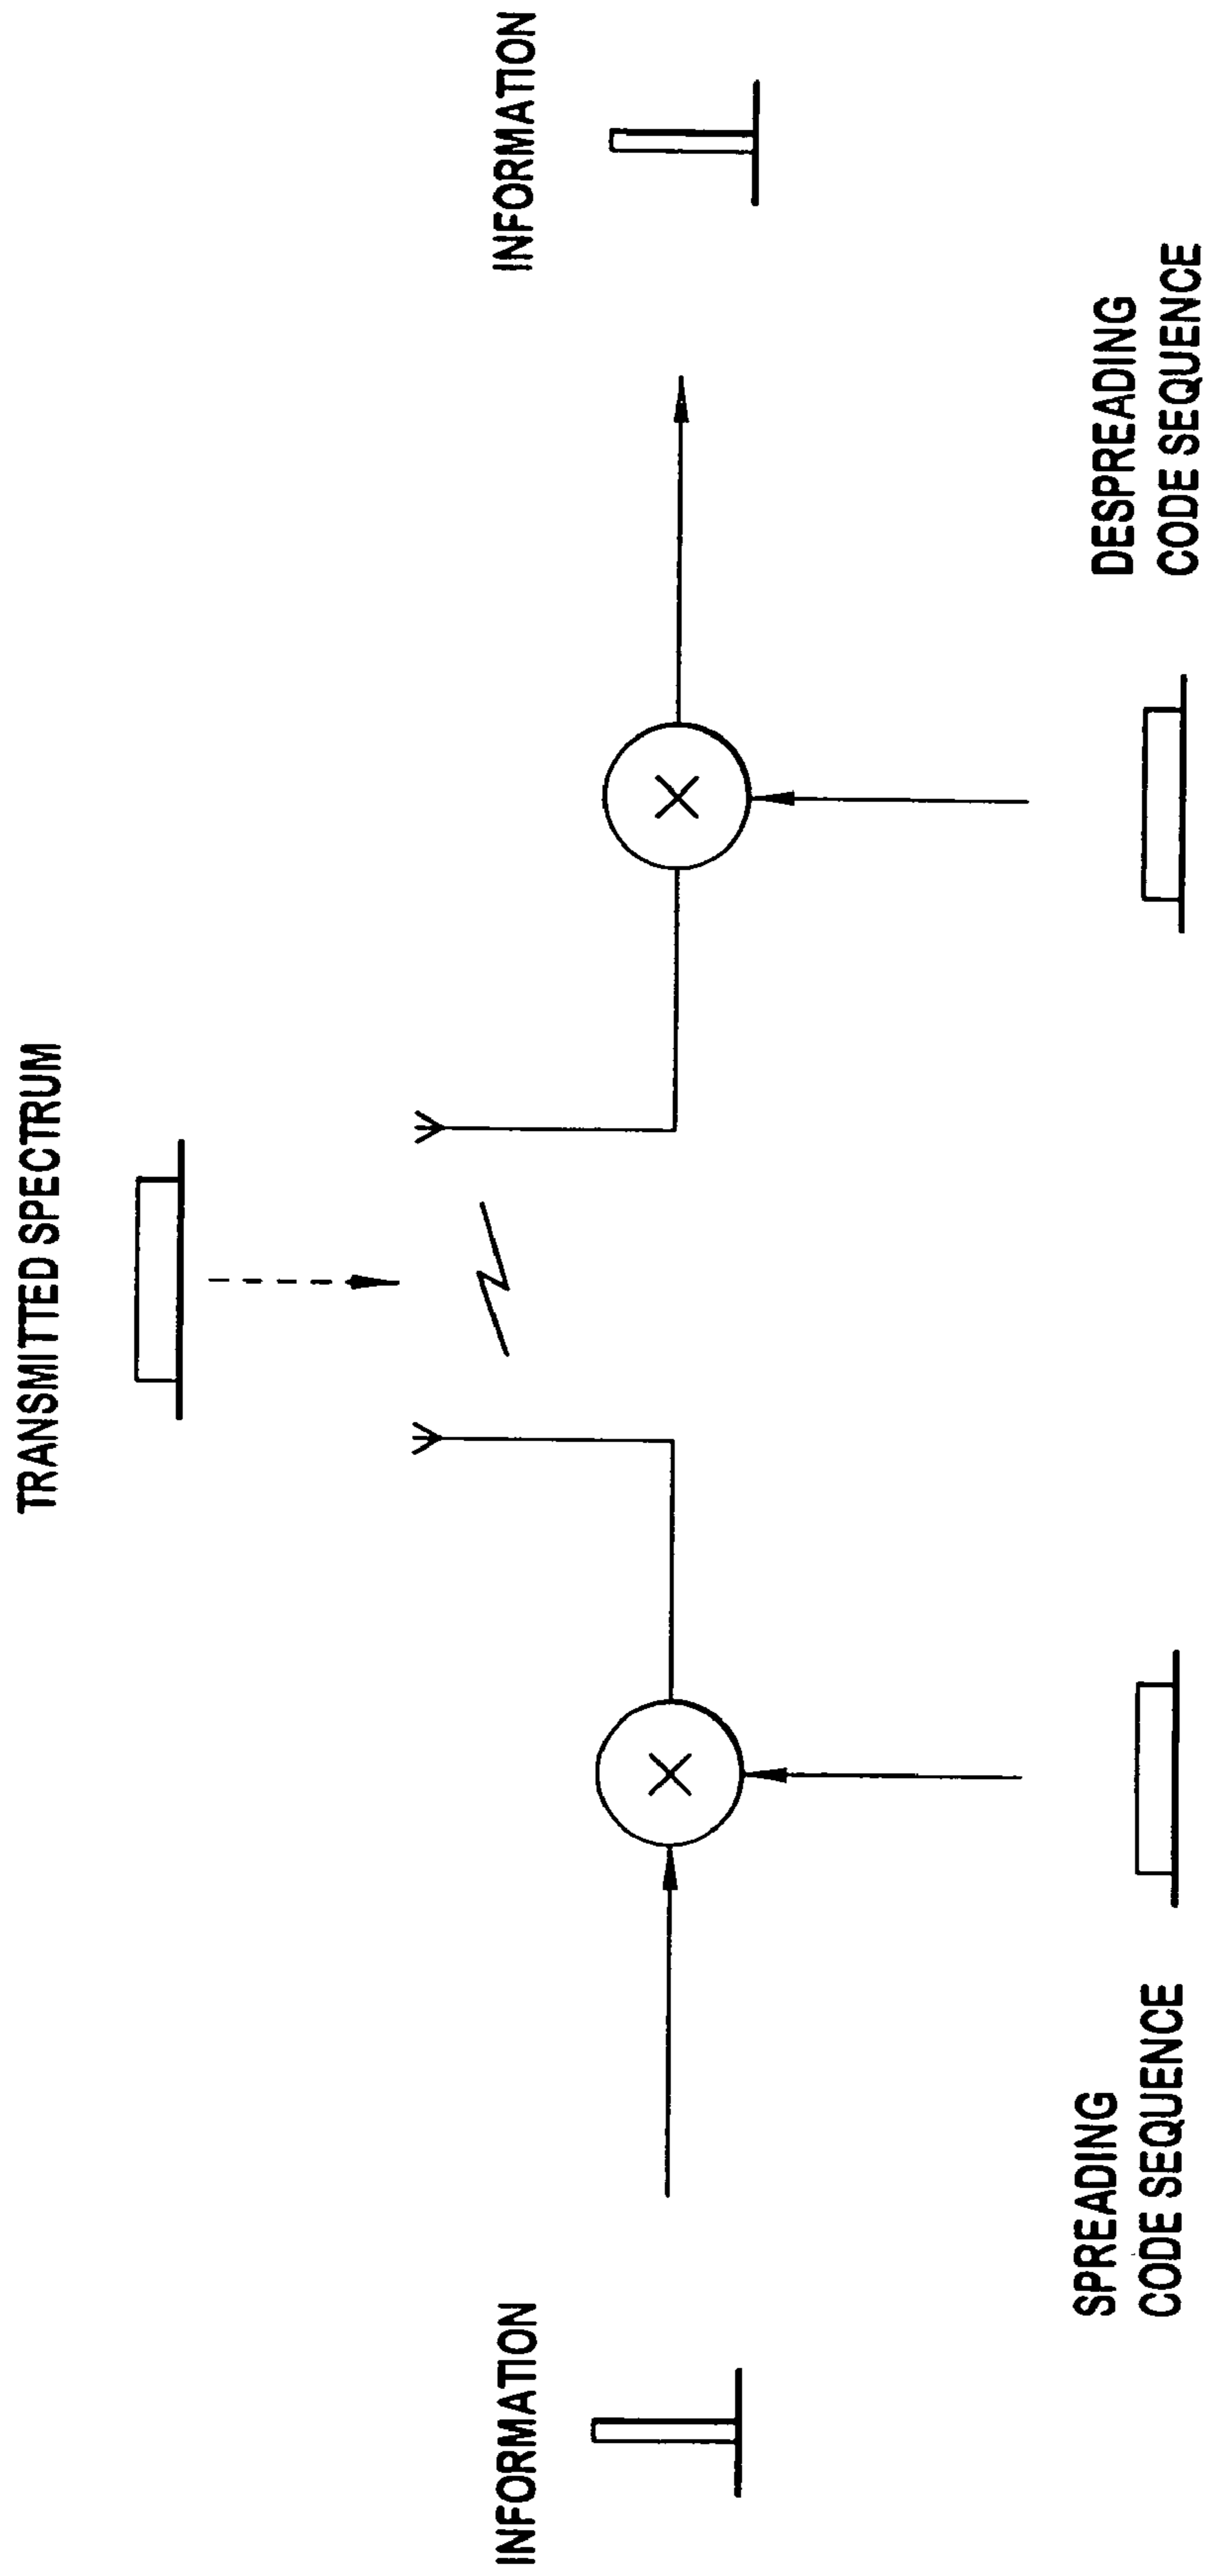 TRANSMITTED SPECTRUM
INFORMATION
INFORMATION
SPREADING
CODE SEQUENCE
DESPREADING
CODE SEQUENCE